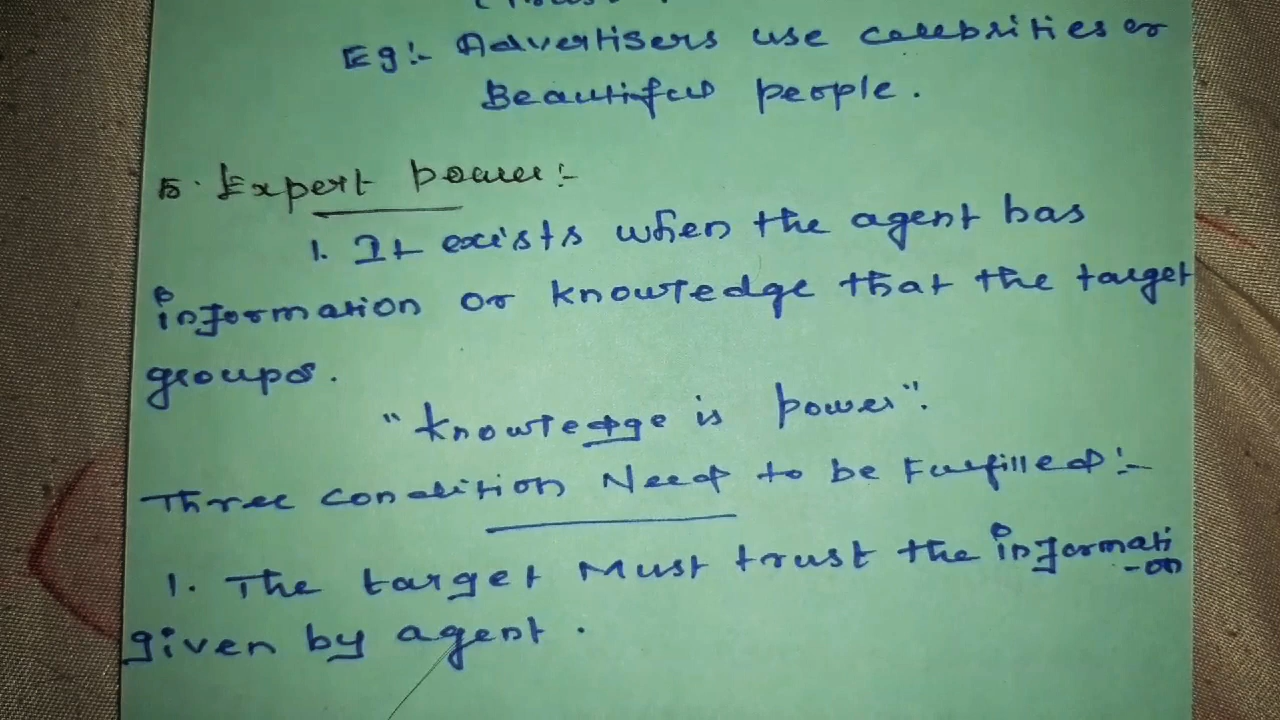 Eg:- Advertisers use celebrities or
Beautiful people.
5. Expert power:-
1. It exists when the agent has
information or knowledge that the target
groups.
"knowledge is power".
Three condition Need to be Fulfilled:-
1. The target Must trust the informati
-on
given by agent.